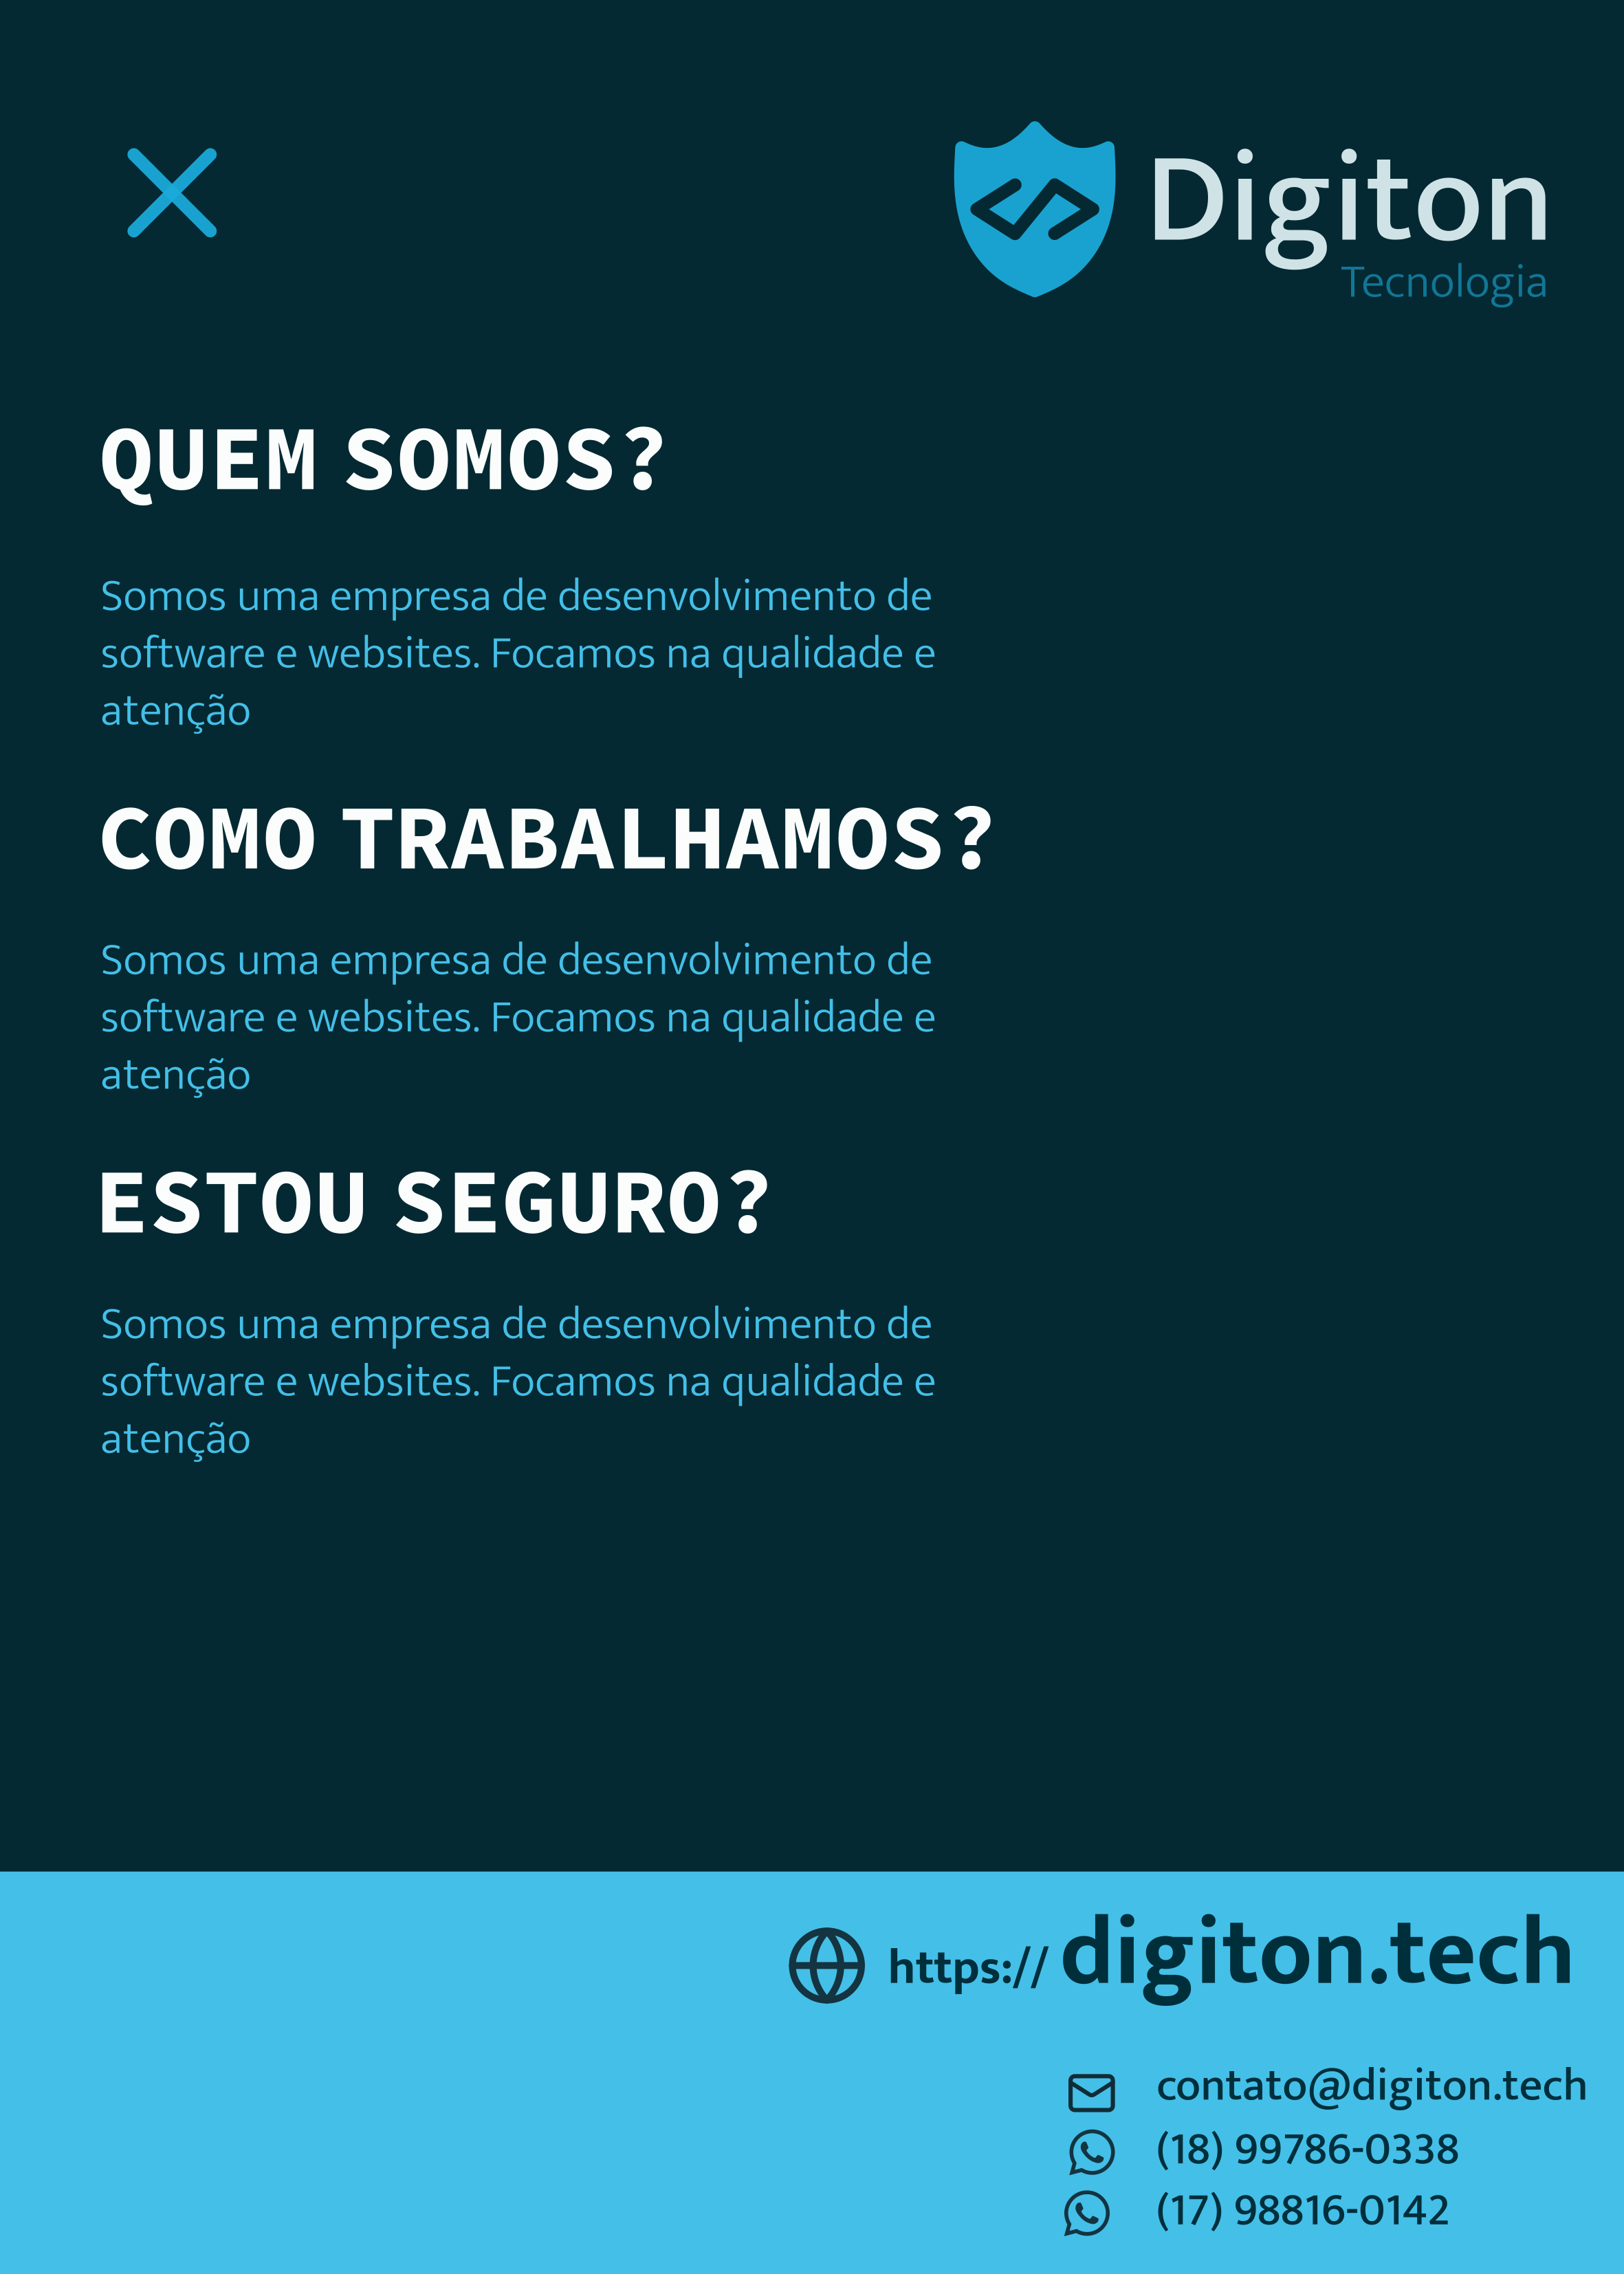 Digiton
Tecnologia
QUEM SOMOS?
Somos uma empresa de desenvolvimento de
software e websites. Focamos na qualidade e
atenção
COMO TRABALHAMOS?
Somos uma empresa de desenvolvimento de
software e websites. Focamos na qualidade e
atenção
ESTOU SEGURO?
Somos uma empresa de desenvolvimento de
software e websites. Focamos na qualidade e
atenção
https:// digiton.tech
contato@digiton.tech
(18) 99786-0338
(17) 98816-0142